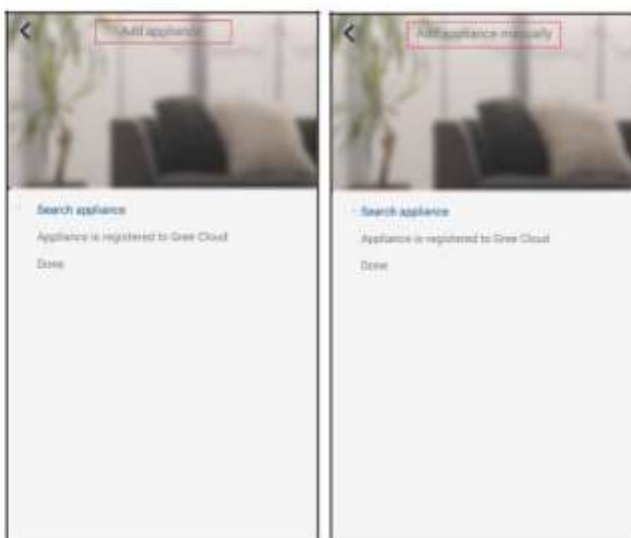 Add appliance
Search appliance
Appliance is registered to Gree Cloud
Done
Add appliance manually
Search appliance
Appliance is registered to Gree Cloud
Done